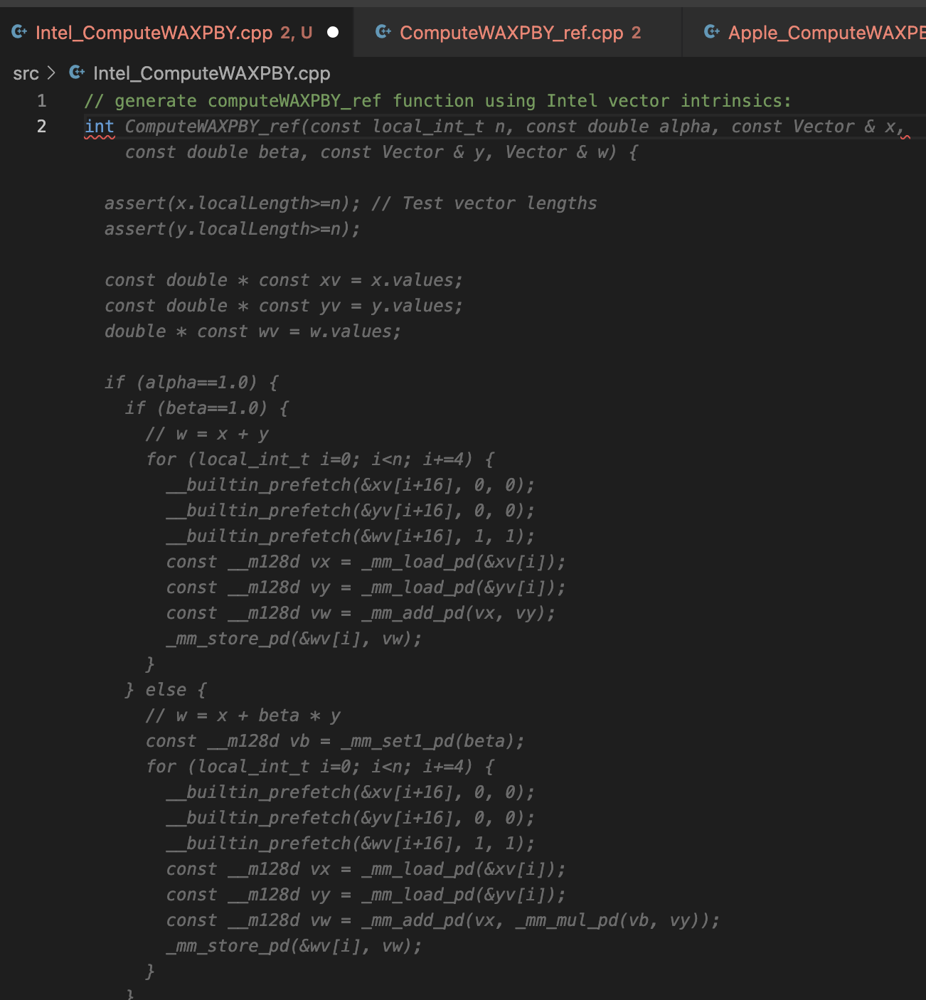 Intel_ComputeWAXPBY.cpp 2, U
ComputeWAXPBY_ref.cpp 2
Apple_ComputeWAXPB
src > Intel_ComputeWAXPBY.cpp
1 // generate computeWAXPBY_ref function using Intel vector intrinsics:
2 int ComputeWAXPBY_ref(const local_int_t n, const double alpha, const Vector & x,
    const double beta, const Vector & y, Vector & w) {
  assert(x.localLength>=n); // Test vector lengths
  assert(y.localLength>=n);
  const double * const xv = x.values;
  const double * const yv = y.values;
  double * const wv = w.values;
  if (alpha==1.0) {
    if (beta==1.0) {
      // w = x + y
      for (local_int_t i=0; i<n; i+=4) {
        __builtin_prefetch(&xv[i+16], 0, 0);
        __builtin_prefetch(&yv[i+16], 0, 0);
        __builtin_prefetch(&wv[i+16], 1, 1);
        const __m128d vx = _mm_load_pd(&xv[i]);
        const __m128d vy = _mm_load_pd(&yv[i]);
        const __m128d vw = _mm_add_pd(vx, vy);
        _mm_store_pd(&wv[i], vw);
      }
    } else {
      // w = x + beta * y
      const __m128d vb = _mm_set1_pd(beta);
      for (local_int_t i=0; i<n; i+=4) {
        __builtin_prefetch(&xv[i+16], 0, 0);
        __builtin_prefetch(&yv[i+16], 0, 0);
        __builtin_prefetch(&wv[i+16], 1, 1);
        const __m128d vx = _mm_load_pd(&xv[i]);
        const __m128d vy = _mm_load_pd(&yv[i]);
        const __m128d vw = _mm_add_pd(vx, _mm_mul_pd(vb, vy));
        _mm_store_pd(&wv[i], vw);
      }
    }